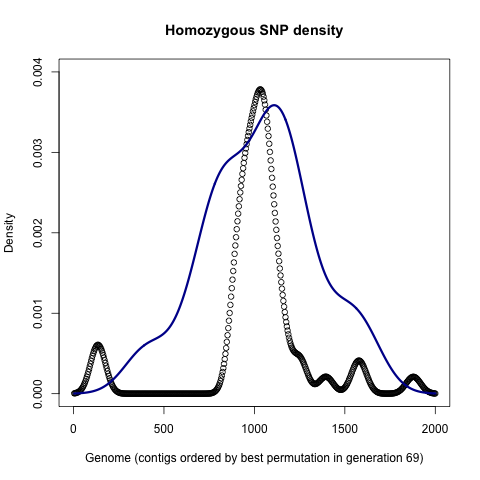 Homozygous SNP density
0.004
0.003
0.002
0.001
0.000
Density
0 500 1000 1500 2000
Genome (contigs ordered by best permutation in generation 69)